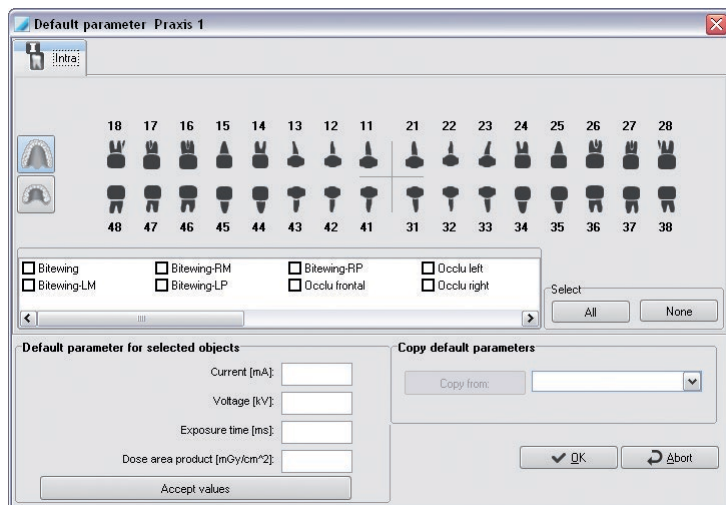 Default parameter Praxis 1
Intra
18 17 16 15 14 13 12 11 21 22 23 24 25 26 27 28
48 47 46 45 44 43 42 41 31 32 33 34 35 36 37 38
Bitewing Bitewing-RM Bitewing-RP Occlu left
Bitewing-LM Bitewing-LP Occlu frontal Occlu right
Select
All None
Default parameter for selected objects
Current [mA]:
Voltage [kV]:
Exposure time [ms]:
Dose area product [mGy/cm^2]:
Accept values
Copy default parameters
Copy from:
OK Abort